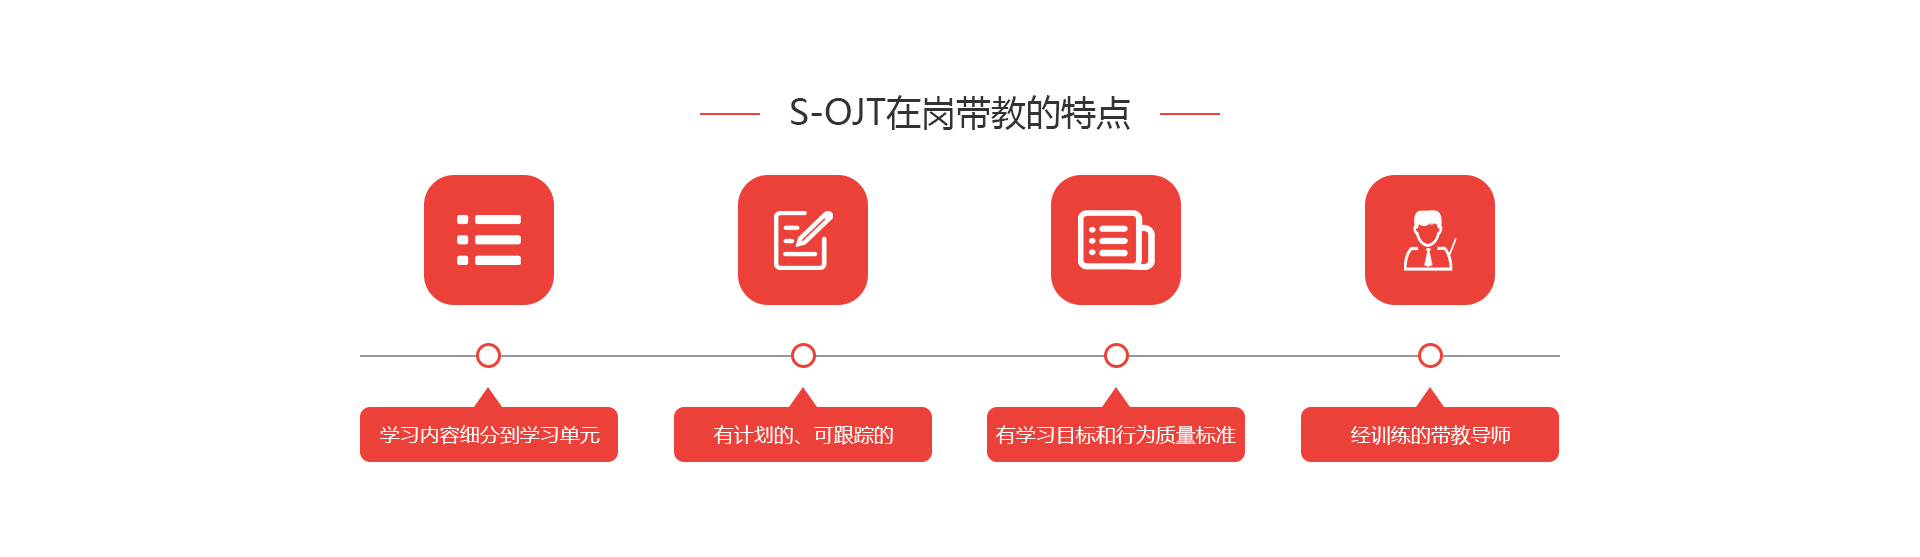 S-OJT在岗带教的特点
学习内容细分到学习单元
有计划的、可跟踪的
有学习目标和行为质量标准
经训练的带教导师